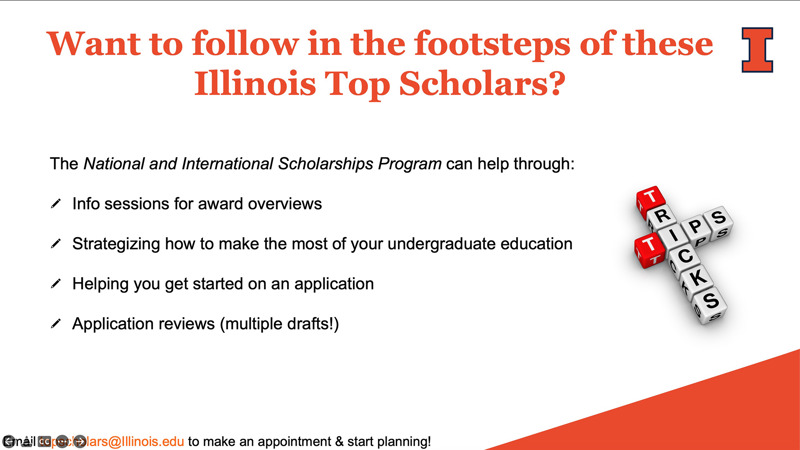 Want to follow in the footsteps of these
Illinois Top Scholars?
I
The National and International Scholarships Program can help through:
Info sessions for award overviews
Strategizing how to make the most of your undergraduate education
Helping you get started on an application
Application reviews (multiple drafts!)
TIPS
TRICKS
@Illinois.edu to make an appointment & start planning!